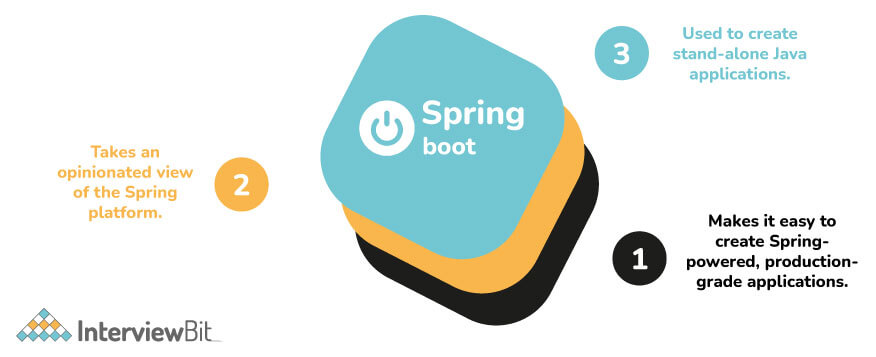 3
Used to create
stand-alone Java
applications.
Spring
boot
Takes an
opinionated view
of the Spring
platform.
2
1
Makes it easy to
create Spring-
powered, production-
grade applications.
InterviewBit